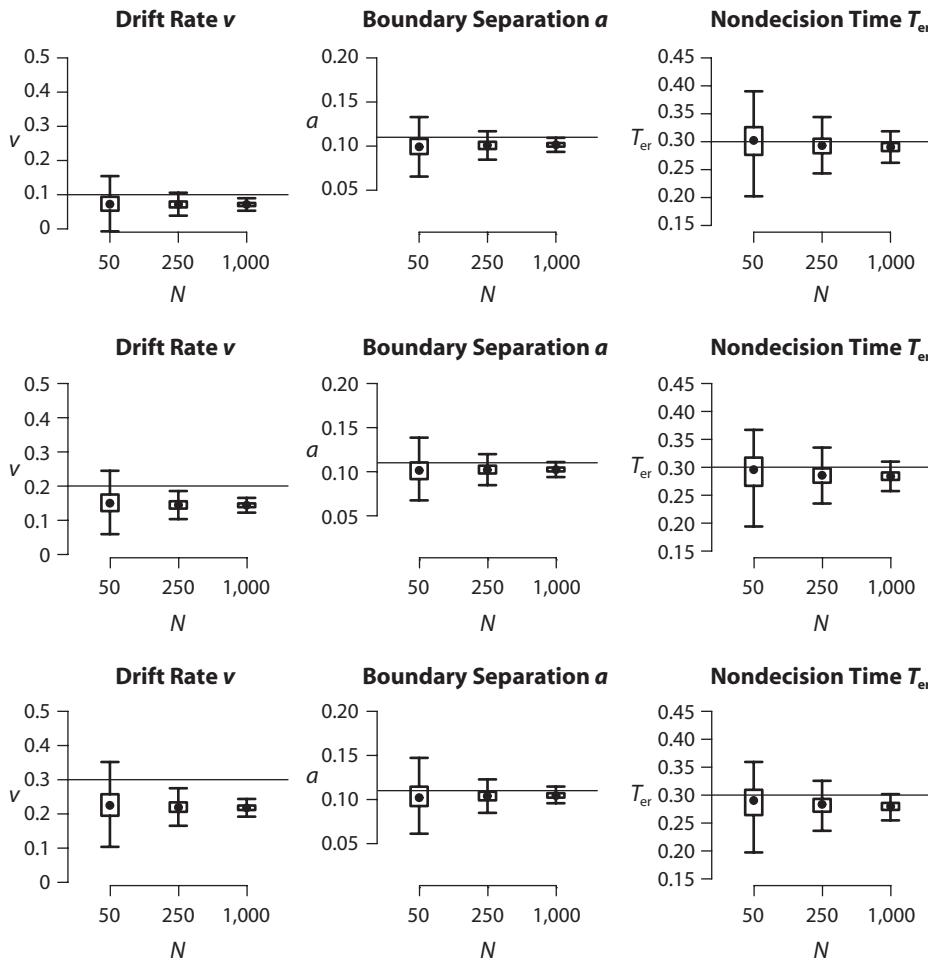 Drift Rate v
Boundary Separation a
Nondecision Time Ter
0.5
0.4
0.3
0.2
0.1
0
v
50
250
1,000
N
0.20
0.15
0.10
0.05
a
50
250
1,000
N
0.45
0.40
0.35
0.30
0.25
0.20
0.15
Ter
50
250
1,000
N
Drift Rate v
Boundary Separation a
Nondecision Time Ter
0.5
0.4
0.3
0.2
0.1
0
v
50
250
1,000
N
0.20
0.15
0.10
0.05
a
50
250
1,000
N
0.45
0.40
0.35
0.30
0.25
0.20
0.15
Ter
50
250
1,000
N
Drift Rate v
Boundary Separation a
Nondecision Time Ter
0.5
0.4
0.3
0.2
0.1
0
v
50
250
1,000
N
0.20
0.15
0.10
0.05
a
50
250
1,000
N
0.45
0.40
0.35
0.30
0.25
0.20
0.15
Ter
50
250
1,000
N